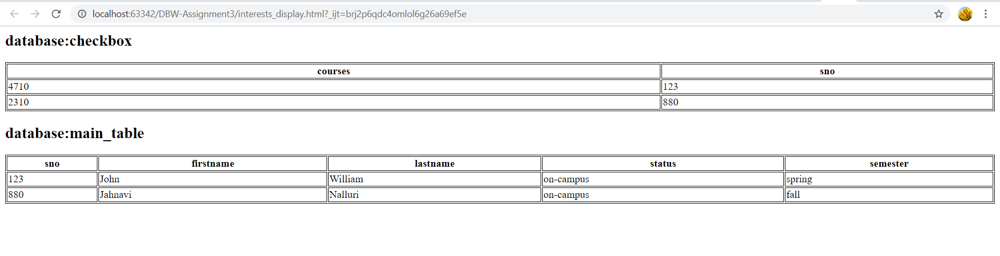 localhost:63342/DBW-Assignment3/interests_display.html?_ijt=brj2p6qdc4omlol6g26a69ef5e
database:checkbox
courses sno
4710 123
2310 880
database:main_table
sno firstname lastname status semester
123 John William on-campus spring
880 Jahnavi Nalluri on-campus fall